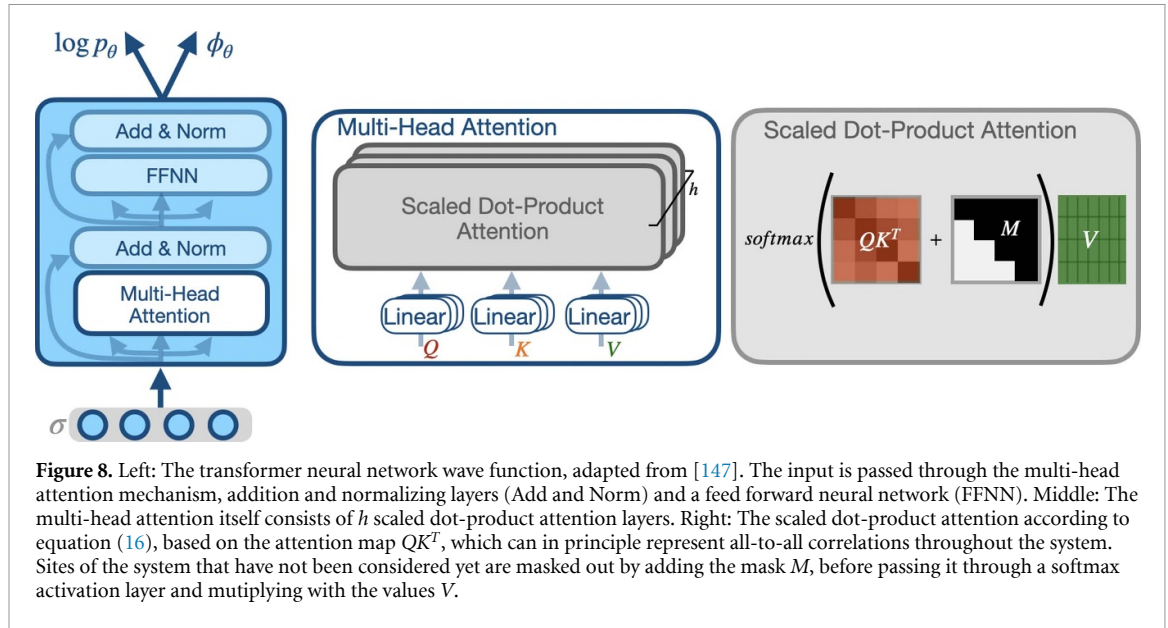 log pθ ϕθ
Add & Norm
FFNN
Add & Norm
Multi-Head
Attention
σ
Multi-Head Attention
Scaled Dot-Product
Attention
h
Linear Linear Linear
Q K V
Scaled Dot-Product Attention
softmax ( QK^T + M ) V
Figure 8. Left: The transformer neural network wave function, adapted from [147]. The input is passed through the multi-head
attention mechanism, addition and normalizing layers (Add and Norm) and a feed forward neural network (FFNN). Middle: The
multi-head attention itself consists of h scaled dot-product attention layers. Right: The scaled dot-product attention according to
equation (16), based on the attention map QK^T, which can in principle represent all-to-all correlations throughout the system.
Sites of the system that have not been considered yet are masked out by adding the mask M, before passing it through a softmax
activation layer and mutiplying with the values V.